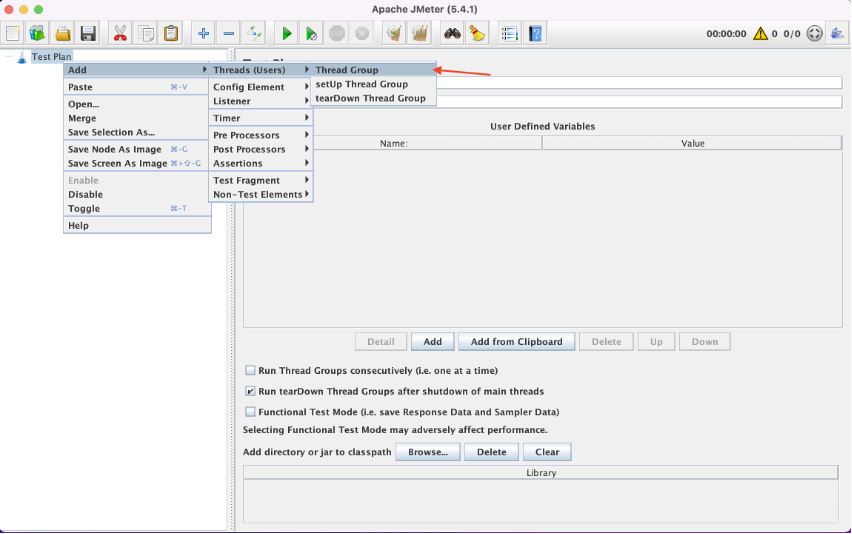 Apache JMeter (5.4.1)
00:00:00 0 0/0
Test Plan
Add
Paste ⌘-V
Open...
Merge
Save Selection As...
Save Node As Image ⌘-G
Save Screen As Image ⌘+⇧-G
Enable
Disable
Toggle ⌘-T
Help
Threads (Users)
Config Element
Listener
Timer
Pre Processors
Post Processors
Assertions
Test Fragment
Non-Test Elements
Thread Group
setUp Thread Group
tearDown Thread Group
User Defined Variables
Name: Value
Detail Add Add from Clipboard Delete Up Down
Run Thread Groups consecutively (i.e. one at a time)
Run tearDown Thread Groups after shutdown of main threads
Functional Test Mode (i.e. save Response Data and Sampler Data)
Selecting Functional Test Mode may adversely affect performance.
Add directory or jar to classpath Browse... Delete Clear
Library